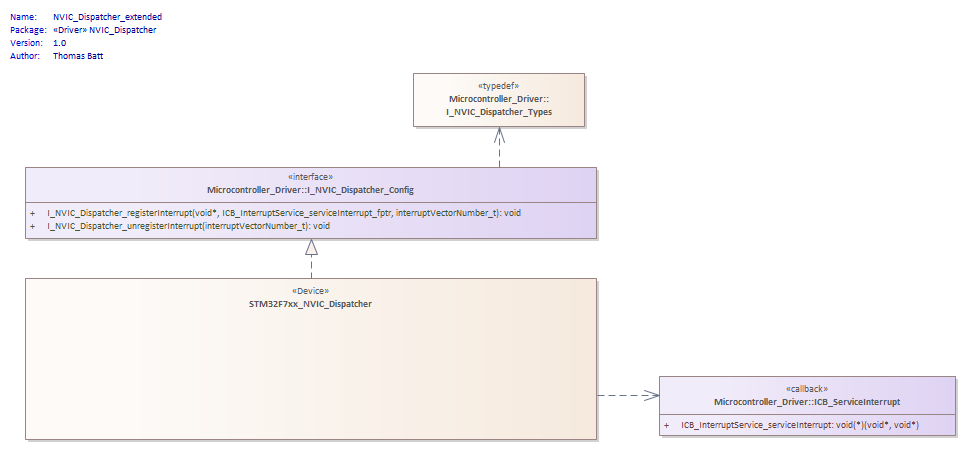 Name: NVIC_Dispatcher_extended
Package: «Driver» NVIC_Dispatcher
Version: 1.0
Author: Thomas Batt
«typedef»
Microcontroller_Driver::
I_NVIC_Dispatcher_Types
«interface»
Microcontroller_Driver::I_NVIC_Dispatcher_Config
+ I_NVIC_Dispatcher_registerInterrupt(void*, ICB_InterruptService_serviceInterrupt_fptr, interruptVectorNumber_t): void
+ I_NVIC_Dispatcher_unregisterInterrupt(interruptVectorNumber_t): void
«Device»
STM32F7xx_NVIC_Dispatcher
«callback»
Microcontroller_Driver::ICB_ServiceInterrupt
+ ICB_InterruptService_serviceInterrupt: void(*)(void*, void*)